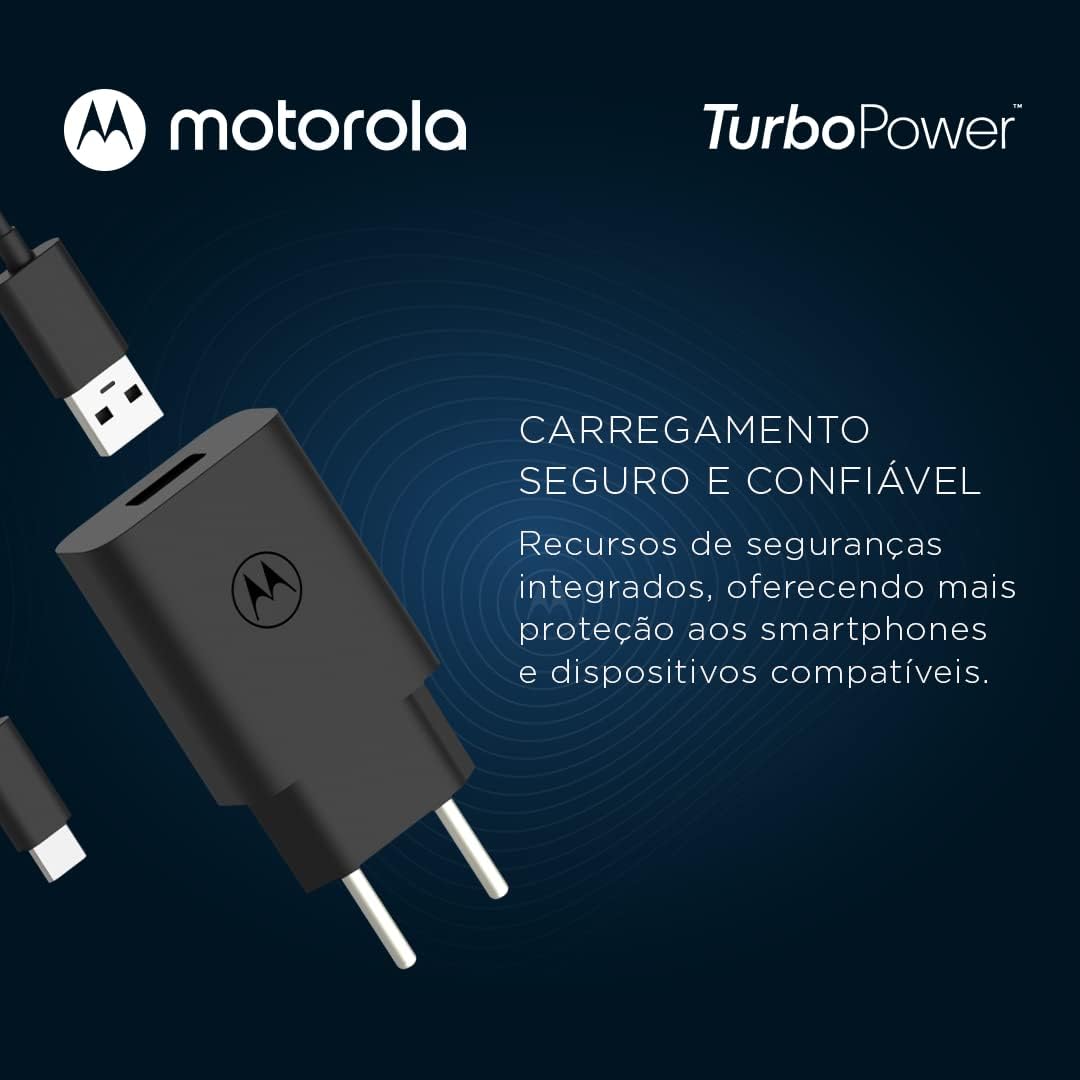 motorola
TurboPower™
CARREGAMENTO
SEGURO E CONFIÁVEL
Recursos de seguranças
integrados, oferecendo mais
proteção aos smartphones
e dispositivos compatíveis.